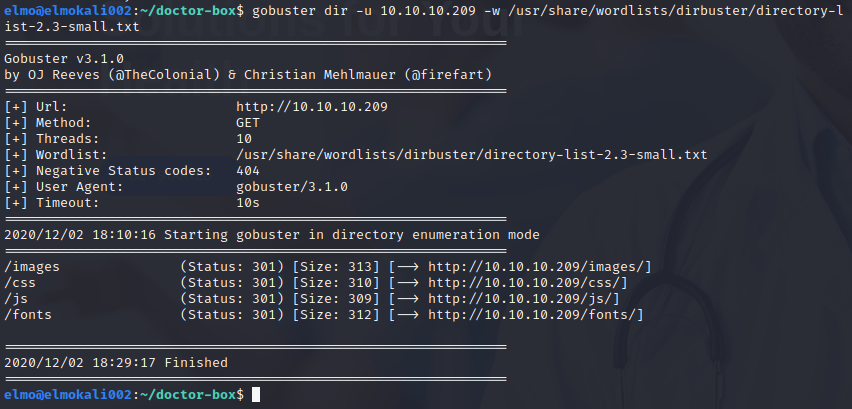 elmo@elmokali002:~/doctor-box$ gobuster dir -u 10.10.10.209 -w /usr/share/wordlists/dirbuster/directory-l
ist-2.3-small.txt
===============================================================
Gobuster v3.1.0
by OJ Reeves (@TheColonial) & Christian Mehlmauer (@firefart)
===============================================================
[+] Url:                     http://10.10.10.209
[+] Method:                  GET
[+] Threads:                 10
[+] Wordlist:                /usr/share/wordlists/dirbuster/directory-list-2.3-small.txt
[+] Negative Status codes:   404
[+] User Agent:              gobuster/3.1.0
[+] Timeout:                 10s
===============================================================
2020/12/02 18:10:16 Starting gobuster in directory enumeration mode
===============================================================
/images               (Status: 301) [Size: 313] [--> http://10.10.10.209/images/]
/css                  (Status: 301) [Size: 310] [--> http://10.10.10.209/css/]
/js                   (Status: 301) [Size: 309] [--> http://10.10.10.209/js/]
/fonts                (Status: 301) [Size: 312] [--> http://10.10.10.209/fonts/]
===============================================================
2020/12/02 18:29:17 Finished
===============================================================
elmo@elmokali002:~/doctor-box$